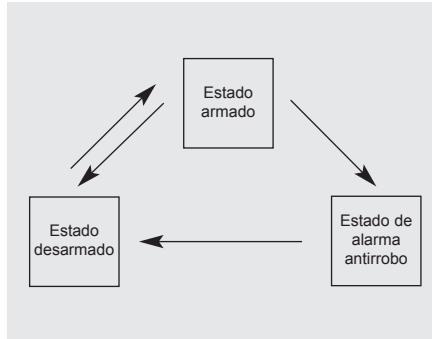 Estado
armado
Estado
desarmado
Estado de
alarma
antirrobo